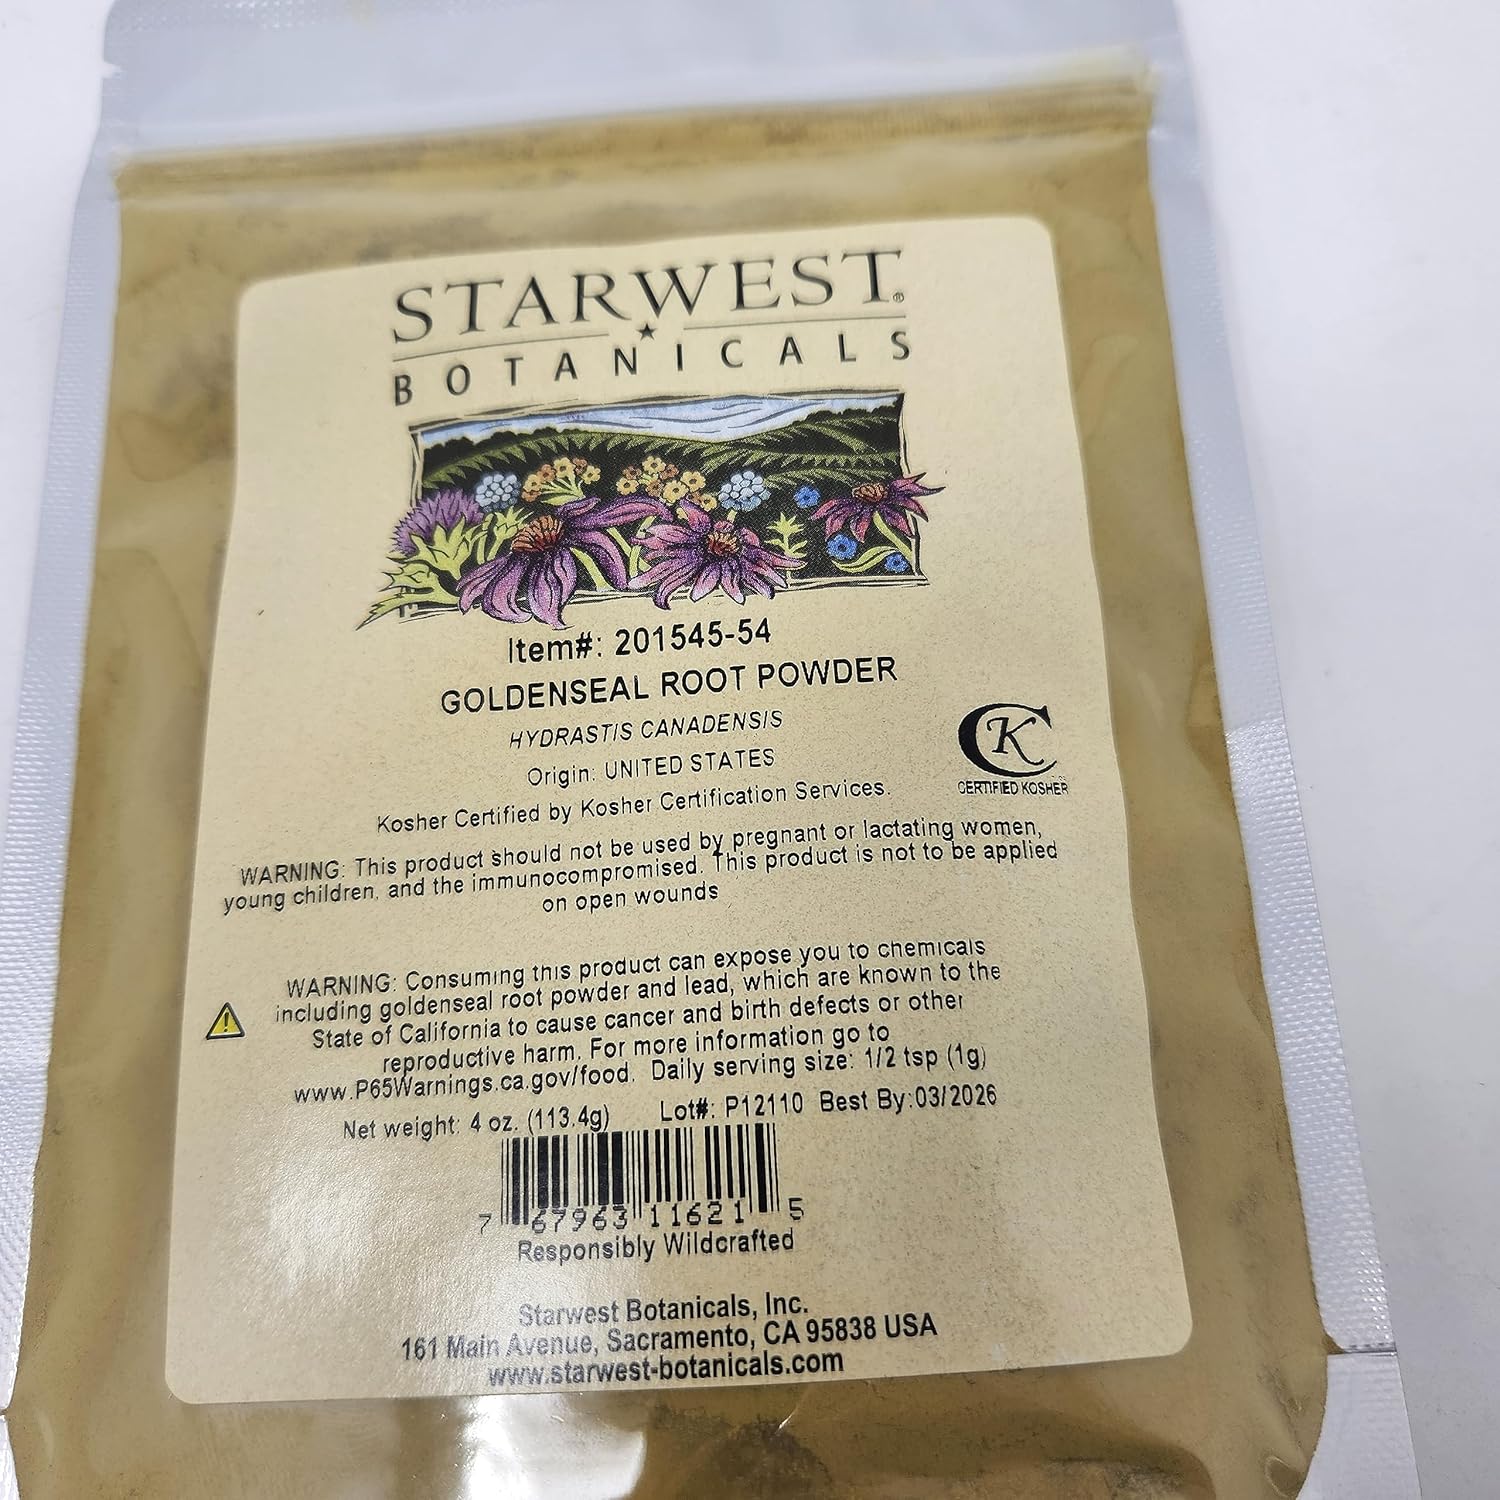 STARWEST®
BOTANICALS
Item#: 201545-54
GOLDENSEAL ROOT POWDER
HYDRASTIS CANADENSIS
Origin: UNITED STATES
Kosher Certified by Kosher Certification Services.
CK
CERTIFIED KOSHER
WARNING: This product should not be used by pregnant or lactating women,
young children, and the immunocompromised. This product is not to be applied
on open wounds
WARNING: Consuming this product can expose you to chemicals
including goldenseal root powder and lead, which are known to the
State of California to cause cancer and birth defects or other
reproductive harm. For more information go to
www.P65Warnings.ca.gov/food. Daily serving size: 1/2 tsp (1g)
Net weight: 4 oz. (113.4g) Lot#: P12110 Best By:03/2026
7 67963 11621 5
Responsibly Wildcrafted
Starwest Botanicals, Inc.
161 Main Avenue, Sacramento, CA 95838 USA
www.starwest-botanicals.com